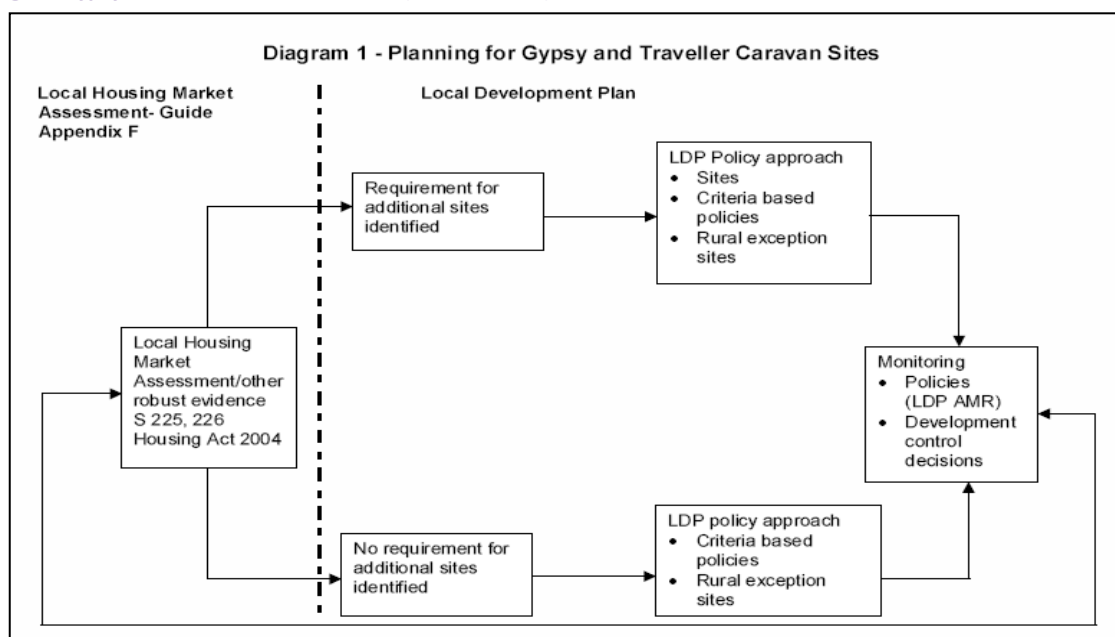 Diagram 1 - Planning for Gypsy and Traveller Caravan Sites
Local Housing Market
Assessment- Guide
Appendix F
Local Development Plan
Requirement for
additional sites
identified
LDP Policy approach
• Sites
• Criteria based
policies
• Rural exception
sites
Local Housing
Market
Assessment/other
robust evidence
S 225, 226
Housing Act 2004
Monitoring
• Policies
(LDP AMR)
• Development
control
decisions
No requirement for
additional sites
identified
LDP policy approach
• Criteria based
policies
• Rural exception
sites